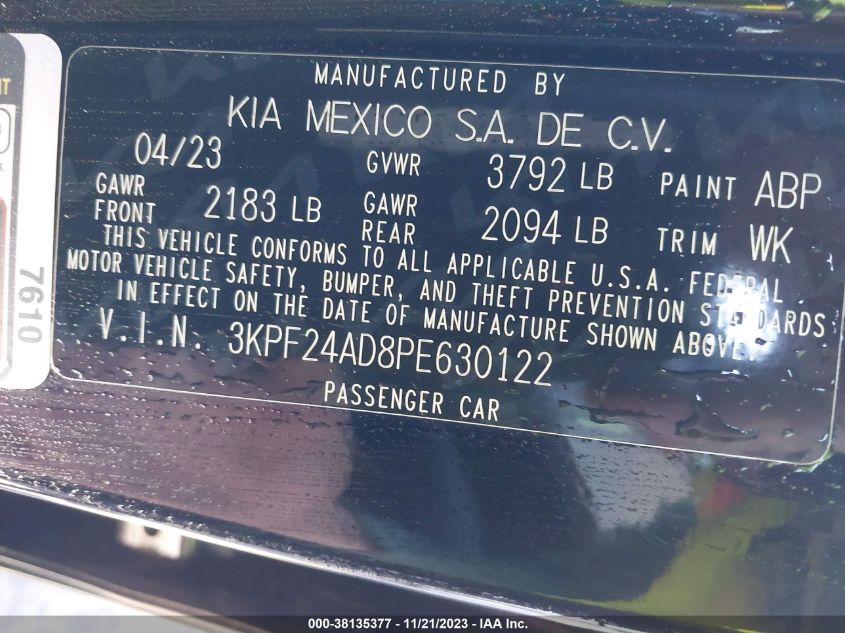 MANUFACTURED BY
KIA MEXICO S.A. DE C.V.
04/23 GVWR 3792 LB PAINT ABP
GAWR FRONT 2183 LB GAWR REAR 2094 LB TRIM WK
THIS VEHICLE CONFORMS TO ALL APPLICABLE U.S.A. FEDERAL
MOTOR VEHICLE SAFETY, BUMPER, AND THEFT PREVENTION STANDARDS
IN EFFECT ON THE DATE OF MANUFACTURE SHOWN ABOVE.
V.I.N. 3KPF24AD8PE630122
PASSENGER CAR
7610
000-38135377 - 11/21/2023 - IAA Inc.